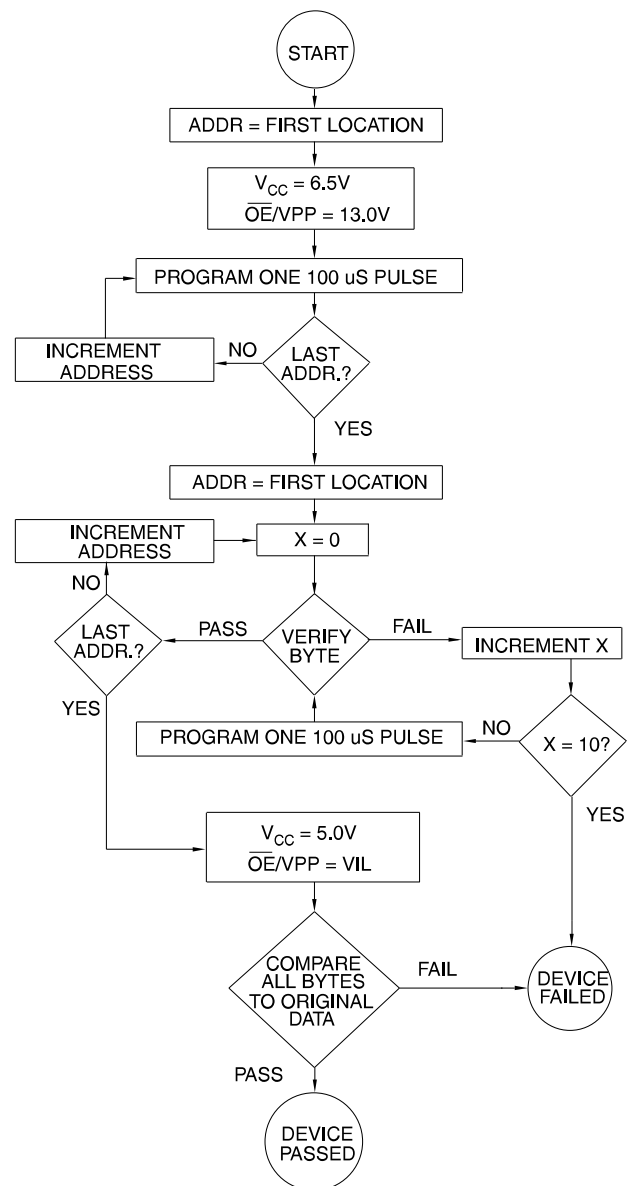 START
ADDR = FIRST LOCATION
VCC = 6.5V
OE/VPP = 13.0V
PROGRAM ONE 100 uS PULSE
INCREMENT
ADDRESS
NO
LAST
ADDR.?
YES
ADDR = FIRST LOCATION
INCREMENT
ADDRESS
X = 0
NO
LAST
ADDR.?
PASS
VERIFY
BYTE
FAIL
INCREMENT X
YES
PROGRAM ONE 100 uS PULSE
NO
X = 10?
YES
VCC = 5.0V
OE/VPP = VIL
COMPARE
ALL BYTES
TO ORIGINAL
DATA
FAIL
DEVICE
FAILED
PASS
DEVICE
PASSED